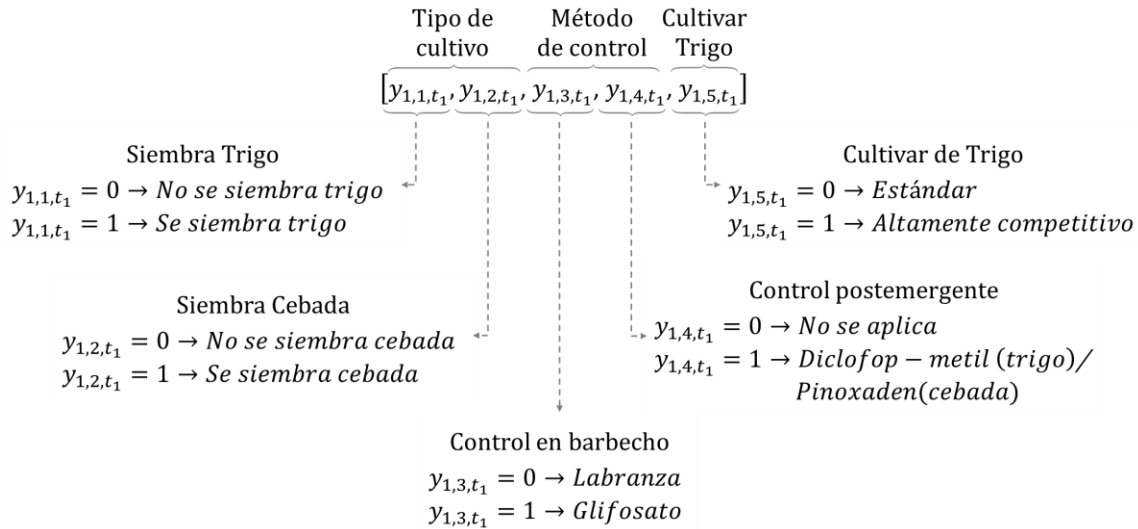 Tipo de cultivo
Método de control
Cultivar Trigo
[y₁,₁,t₁, y₁,₂,t₁, y₁,₃,t₁, y₁,₄,t₁, y₁,₅,t₁]
Siembra Trigo
y₁,₁,t₁ = 0 → No se siembra trigo
y₁,₁,t₁ = 1 → Se siembra trigo
Cultivar de Trigo
y₁,₅,t₁ = 0 → Estándar
y₁,₅,t₁ = 1 → Altamente competitivo
Siembra Cebada
y₁,₂,t₁ = 0 → No se siembra cebada
y₁,₂,t₁ = 1 → Se siembra cebada
Control postemergente
y₁,₄,t₁ = 0 → No se aplica
y₁,₄,t₁ = 1 → Diclofop − metil (trigo)/
Pinoxaden(cebada)
Control en barbecho
y₁,₃,t₁ = 0 → Labranza
y₁,₃,t₁ = 1 → Glifosato